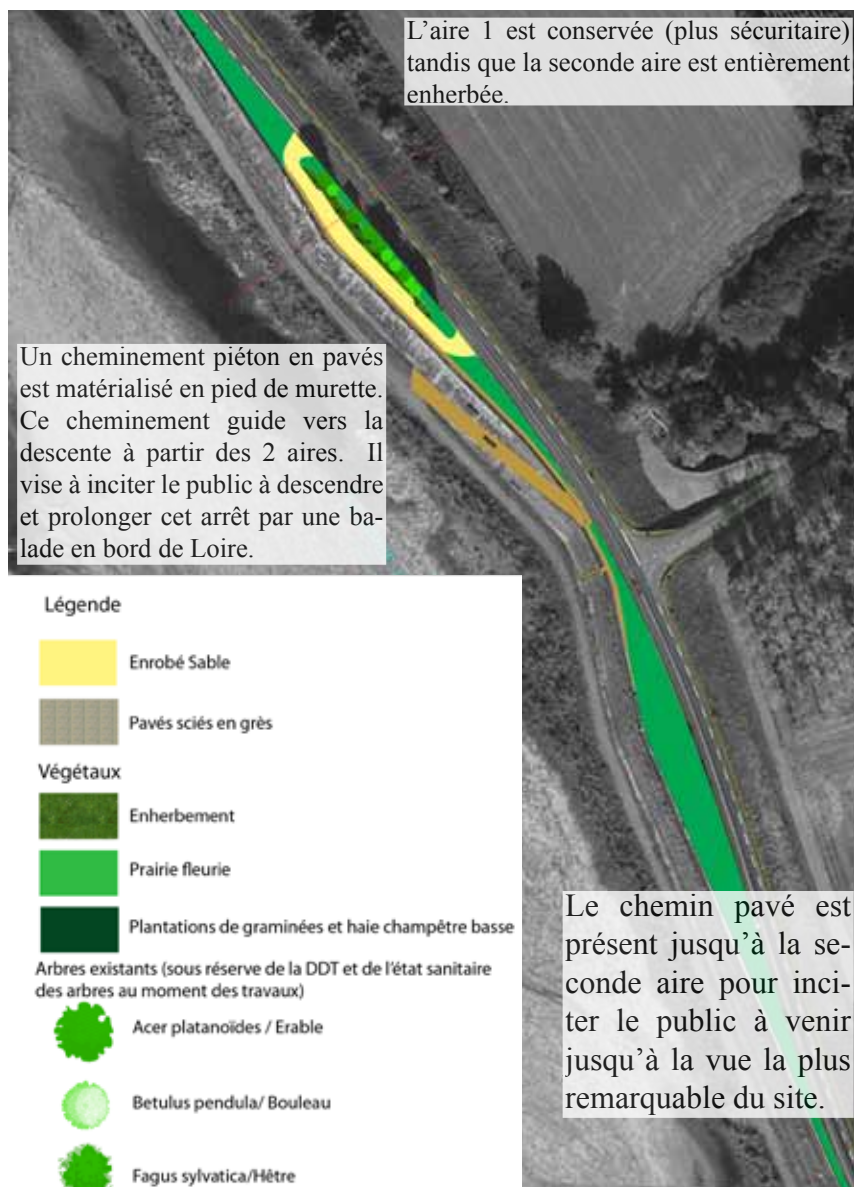 L’aire 1 est conservée (plus sécuritaire)
tandis que la seconde aire est entièrement
enherbée.
Un cheminement piéton en pavés
est matérialisé en pied de murette.
Ce cheminement guide vers la
descente à partir des 2 aires. Il
vise à inciter le public à descendre
et prolonger cet arrêt par une ba-
lade en bord de Loire.
Légende
Enrobé Sable
Pavés sciés en grès
Végétaux
Enherbement
Prairie fleurie
Plantations de graminées et haie champêtre basse
Arbres existants (sous réserve de la DDT et de l'état sanitaire
des arbres au moment des travaux)
Acer platanoïdes / Erable
Betulus pendula/ Bouleau
Fagus sylvatica/Hêtre
Le chemin pavé est
présent jusqu’à la se-
conde aire pour inci-
ter le public à venir
jusqu’à la vue la plus
remarquable du site.